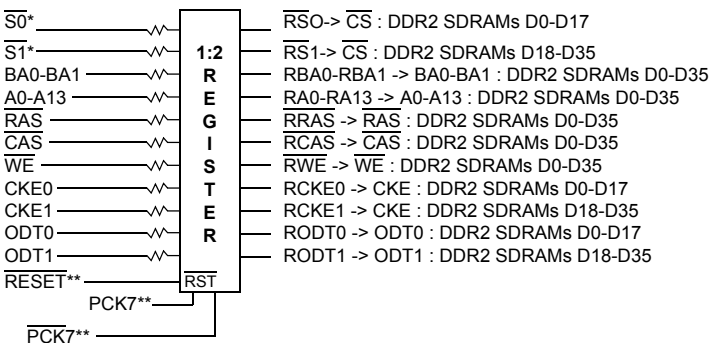 S0* RSO-> CS : DDR2 SDRAMs D0-D17
S1* 1:2 RS1-> CS : DDR2 SDRAMs D18-D35
BA0-BA1 R RBA0-RBA1 -> BA0-BA1 : DDR2 SDRAMs D0-D35
A0-A13 E RA0-RA13 -> A0-A13 : DDR2 SDRAMs D0-D35
RAS G RRAS -> RAS : DDR2 SDRAMs D0-D35
CAS I RCAS -> CAS : DDR2 SDRAMs D0-D35
WE S RWE -> WE : DDR2 SDRAMs D0-D35
CKE0 T RCKE0 -> CKE : DDR2 SDRAMs D0-D17
CKE1 E RCKE1 -> CKE : DDR2 SDRAMs D18-D35
ODT0 R RODT0 -> ODT0 : DDR2 SDRAMs D0-D17
ODT1 RODT1 -> ODT1 : DDR2 SDRAMs D18-D35
RESET** RST
PCK7**
PCK7**